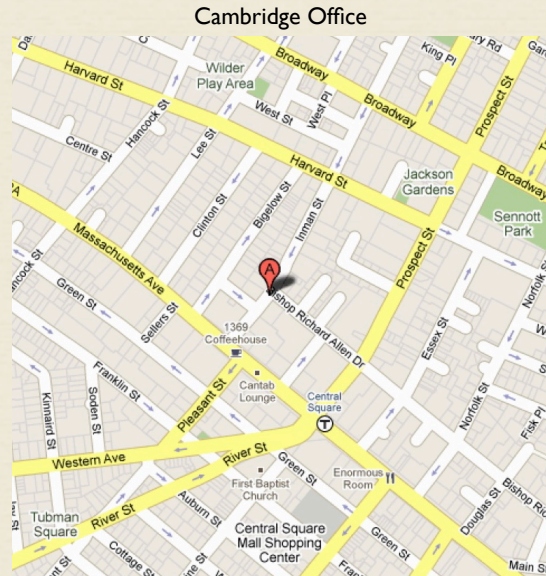 Cambridge Office
Harvard St
Wilder
Play Area
Broadway
King Pl
Prospect St
Hancock St
Lee St
West St
West Pl
Broadway
Centre St
Harvard St
Jackson
Gardens
Broadway
Sennott
Park
Clinton St
Bigelow St
Inman St
Prospect St
Massachusetts Ave
A
Green St
Sellers St
Bishop Richard Allen Dr
Norfolk St
1369
Coffeehouse
Essex St
Franklin St
Cantab
Lounge
Central
Square
T
Kinnaird St
Soden St
Pleasant St
Norfolk St
Fisk Pl
River St
Western Ave
Green St
First Baptist
Church
Enormous
Room
Tubman
Square
River St
Auburn St
Central Square
Mall Shopping
Center
Douglas St
Green St
Cottage St
Main St